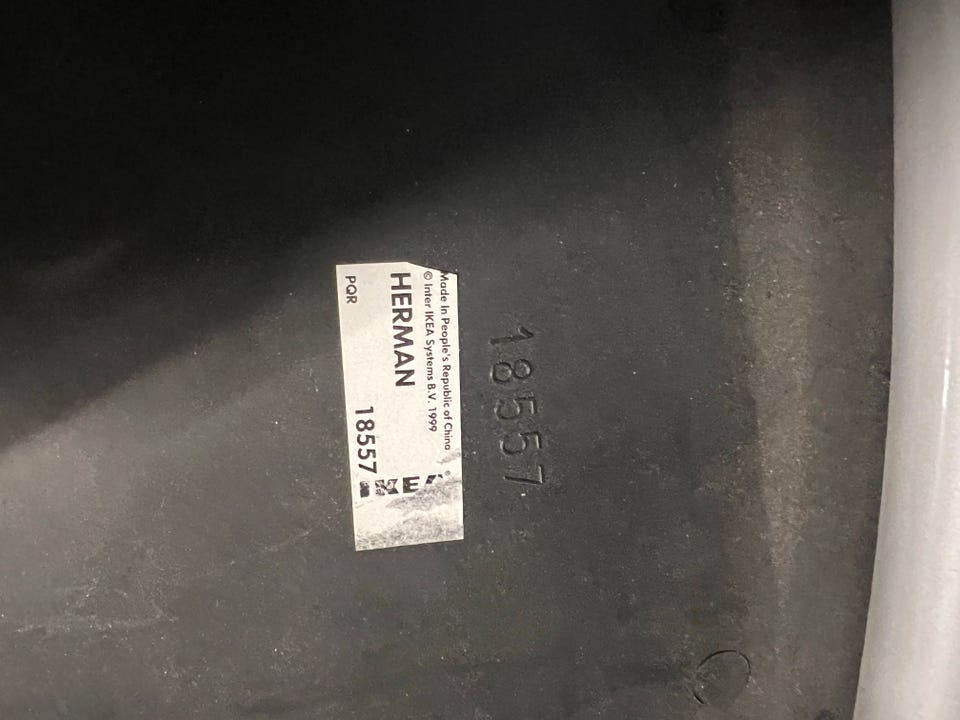 Made In People's Republic of China
© Inter IKEA Systems B.V. 1999
HERMAN
18557
PQR
IKEA®
18557